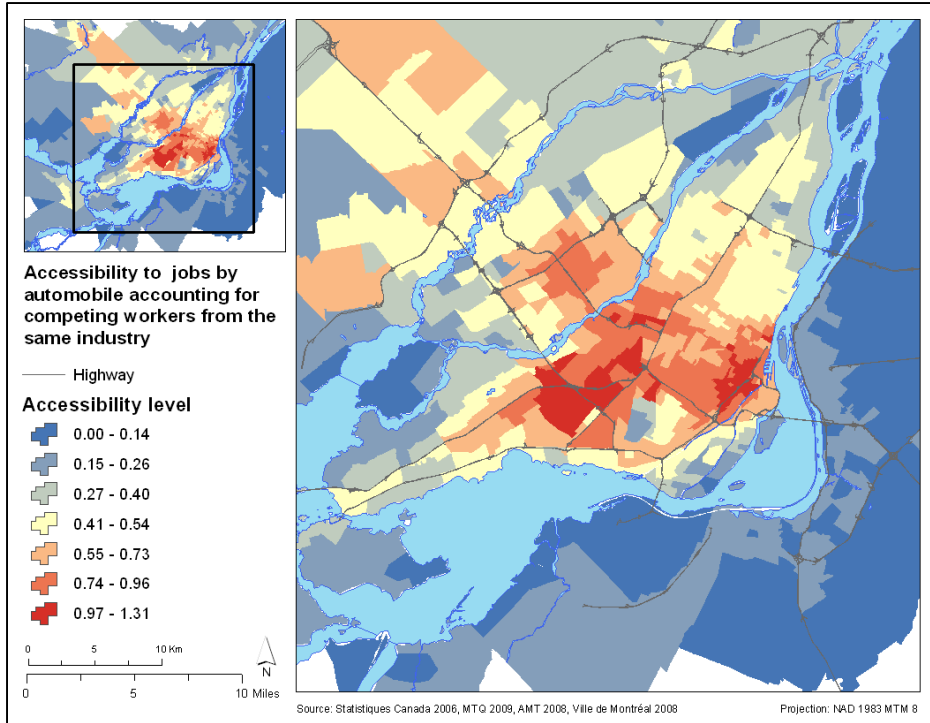 Accessibility to jobs by
automobile accounting for
competing workers from the
same industry
Highway
Accessibility level
0.00 - 0.14
0.15 - 0.26
0.27 - 0.40
0.41 - 0.54
0.55 - 0.73
0.74 - 0.96
0.97 - 1.31
0 5 10 Km
N
0 5 10 Miles
Source: Statistiques Canada 2006, MTQ 2009, AMT 2008, Ville de Montréal 2008
Projection: NAD 1983 MTM 8